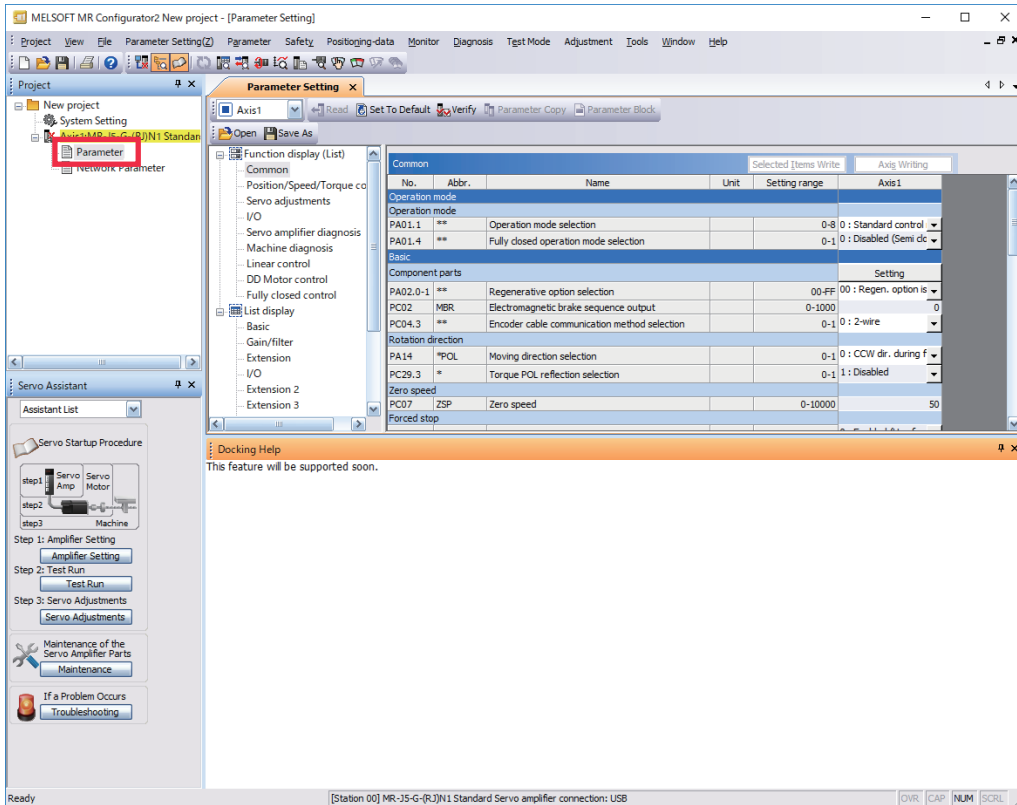 MELSOFT MR Configurator2 New project - [Parameter Setting]
Project View File Parameter Setting(Z) Parameter Safety Positioning-data Monitor Diagnosis Test Mode Adjustment Tools Window Help
Project
New project
System Setting
Axis1:MR-J5-G-(RJ)N1 Standar
Parameter
Network Parameter
Servo Assistant
Assistant List
Servo Startup Procedure
step1
Servo Amp
Servo Motor
step2
step3
Machine
Step 1: Amplifier Setting
Amplifier Setting
Step 2: Test Run
Test Run
Step 3: Servo Adjustments
Servo Adjustments
Maintenance of the
Servo Amplifier Parts
Maintenance
If a Problem Occurs
Troubleshooting
Parameter Setting
Axis1 Read Set To Default Verify Parameter Copy Parameter Block
Open Save As
Function display (List)
Common
Position/Speed/Torque co
Servo adjustments
I/O
Servo amplifier diagnosis
Machine diagnosis
Linear control
DD Motor control
Fully closed control
List display
Basic
Gain/filter
Extension
I/O
Extension 2
Extension 3
Common Selected Items Write Axis Writing
No. Abbr. Name Unit Setting range Axis1
Operation mode
Operation mode
PA01.1 ** Operation mode selection 0-8 0 : Standard control
PA01.4 ** Fully closed operation mode selection 0-1 0 : Disabled (Semi clc
Basic
Component parts Setting
PA02.0-1 ** Regenerative option selection 00-FF 00 : Regen. option is
PC02 MBR Electromagnetic brake sequence output 0-1000 0
PC04.3 ** Encoder cable communication method selection 0-1 0 : 2-wire
Rotation direction
PA14 *POL Moving direction selection 0-1 0 : CCW dir. during f
PC29.3 * Torque POL reflection selection 0-1 1 : Disabled
Zero speed
PC07 ZSP Zero speed 0-10000 50
Forced stop
Docking Help
This feature will be supported soon.
Ready [Station 00] MR-J5-G-(RJ)N1 Standard Servo amplifier connection: USB OVR CAP NUM SCRL